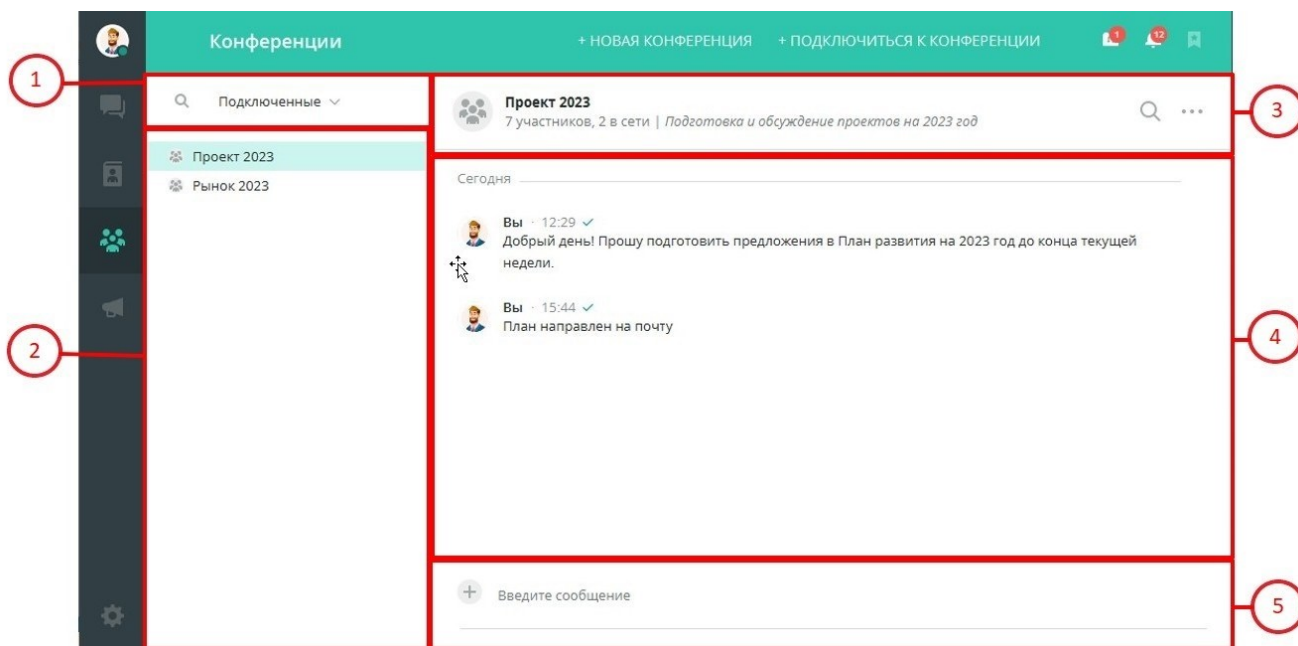 Конференции
+ НОВАЯ КОНФЕРЕНЦИЯ
+ ПОДКЛЮЧИТЬСЯ К КОНФЕРЕНЦИИ
1
12
1
Подключенные
Проект 2023
7 участников, 2 в сети | Подготовка и обсуждение проектов на 2023 год
3
Проект 2023
Рынок 2023
2
Сегодня
Вы · 12:29
Добрый день! Прошу подготовить предложения в План развития на 2023 год до конца текущей
недели.
Вы · 15:44
План направлен на почту
4
Введите сообщение
5